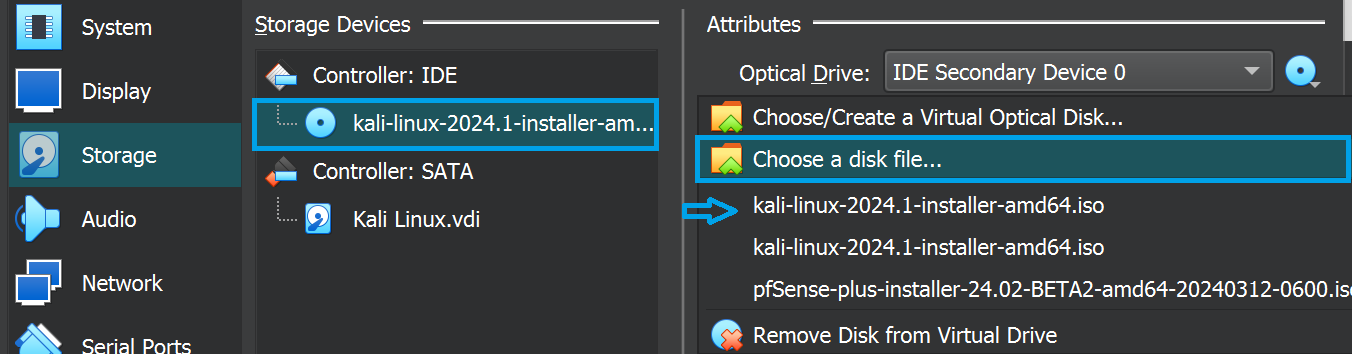 System
Display
Storage
Audio
Network
Serial Ports
Storage Devices
Controller: IDE
kali-linux-2024.1-installer-am...
Controller: SATA
Kali Linux.vdi
Attributes
Optical Drive: IDE Secondary Device 0
Choose/Create a Virtual Optical Disk...
Choose a disk file...
kali-linux-2024.1-installer-amd64.iso
kali-linux-2024.1-installer-amd64.iso
pfSense-plus-installer-24.02-BETA2-amd64-20240312-0600.iso
Remove Disk from Virtual Drive